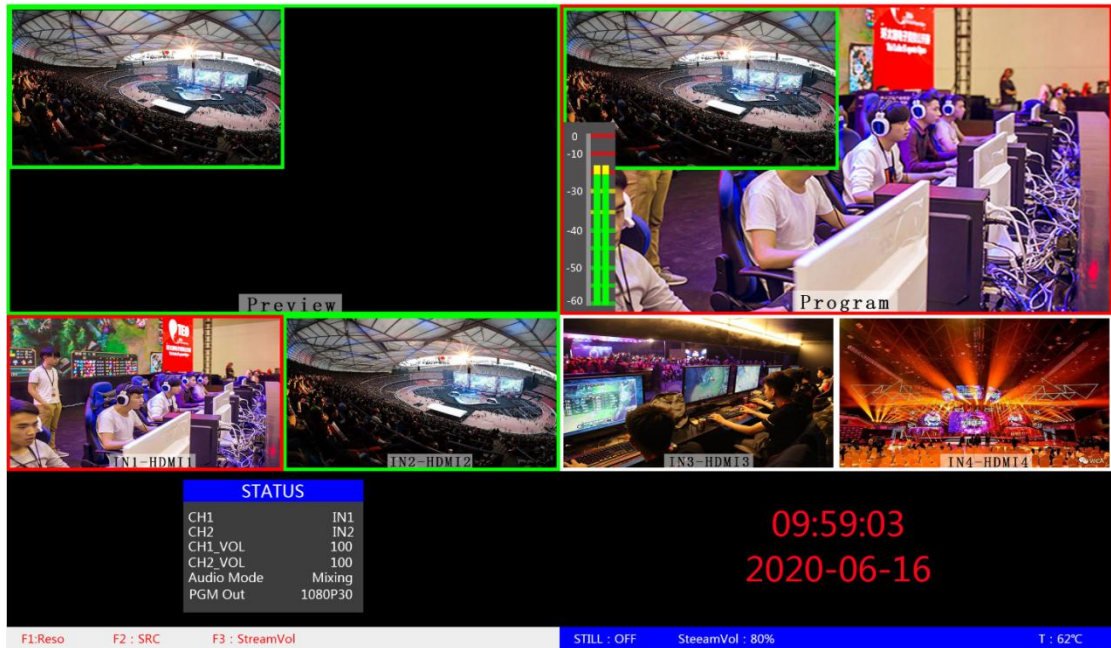 Preview
0
-10
-30
-40
-50
-60
Program
IN1-HDMI1
IN2-HDMI2
IN3-HDMI3
IN4-HDMI4
STATUS
CH1 IN1
CH2 IN2
CH1_VOL 100
CH2_VOL 100
Audio Mode Mixing
PGM Out 1080P30
09:59:03
2020-06-16
F1:Reso F2 : SRC F3 : StreamVol
STILL : OFF SteeamVol : 80% T : 62℃